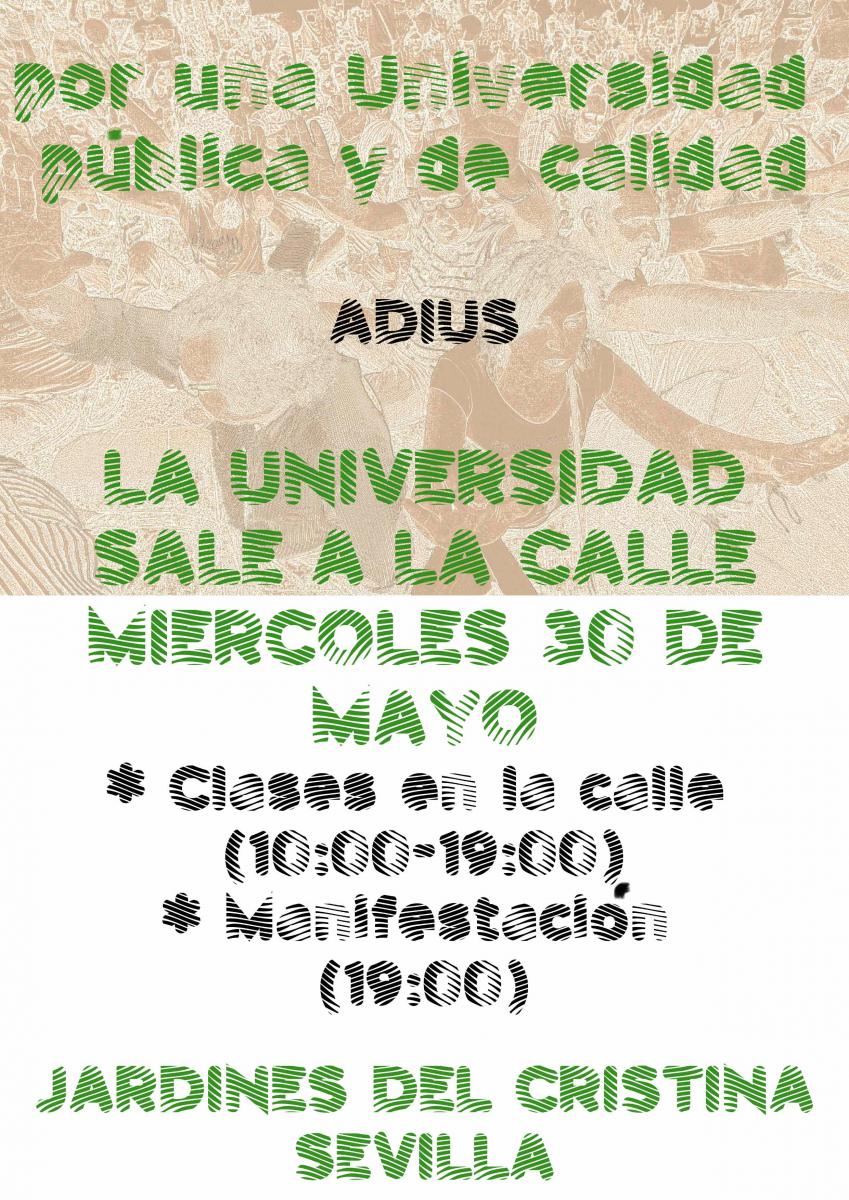 por una Universidad
pública y de calidad
ADIUS
LA UNIVERSIDAD
SALE A LA CALLE
MIERCOLES 30 DE
MAYO
* Clases en la calle
(10:00-19:00)
* Manifestación
(19:00)
JARDINES DEL CRISTINA
SEVILLA